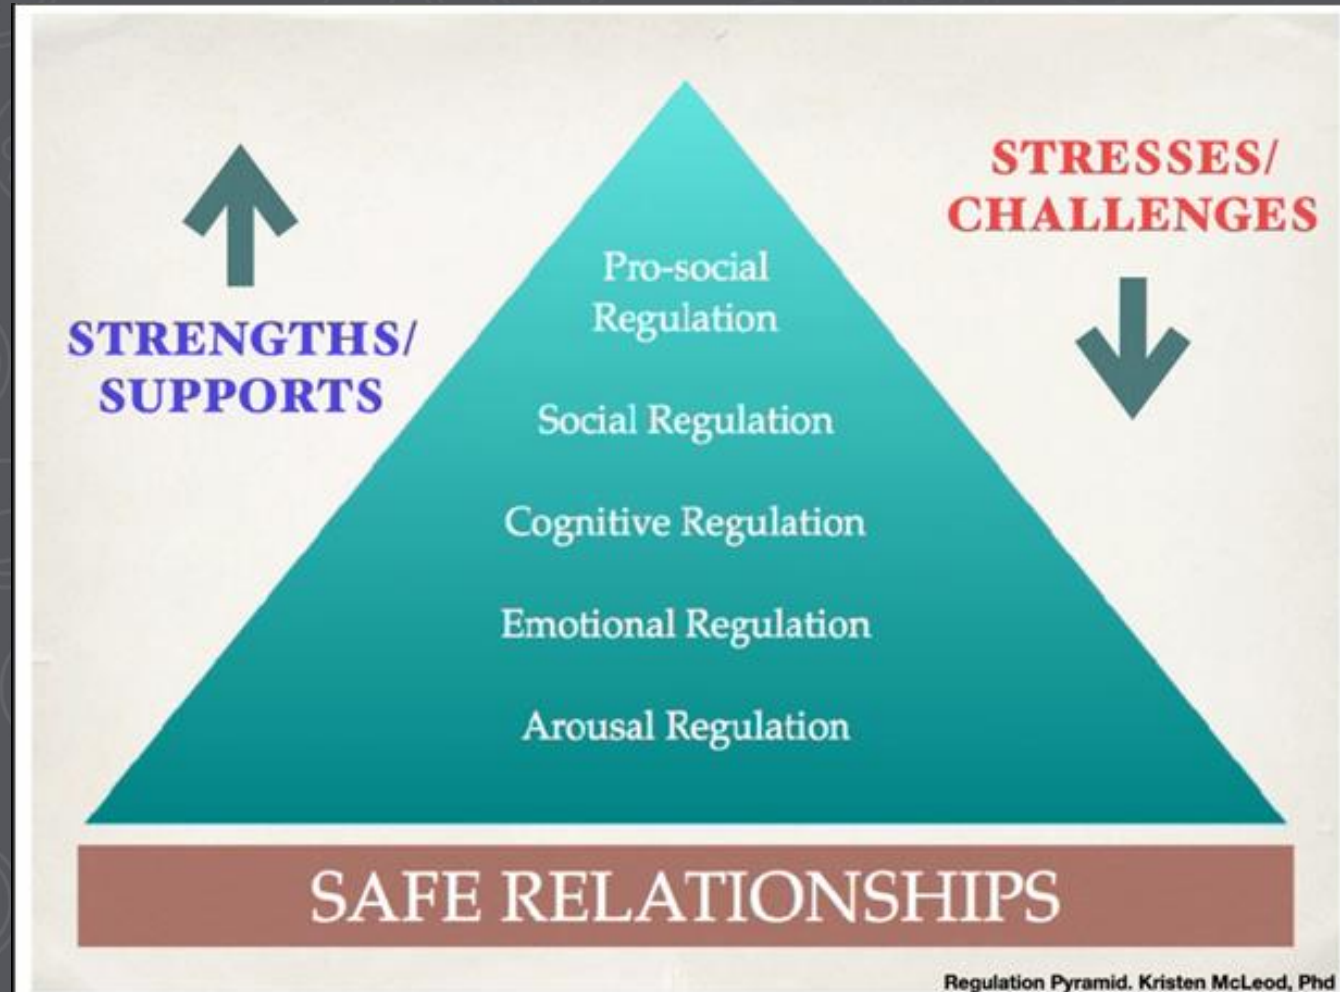 STRENGTHS/
SUPPORTS
STRESSES/
CHALLENGES
Pro-social
Regulation
Social Regulation
Cognitive Regulation
Emotional Regulation
Arousal Regulation
SAFE RELATIONSHIPS
Regulation Pyramid. Kristen McLeod, Phd